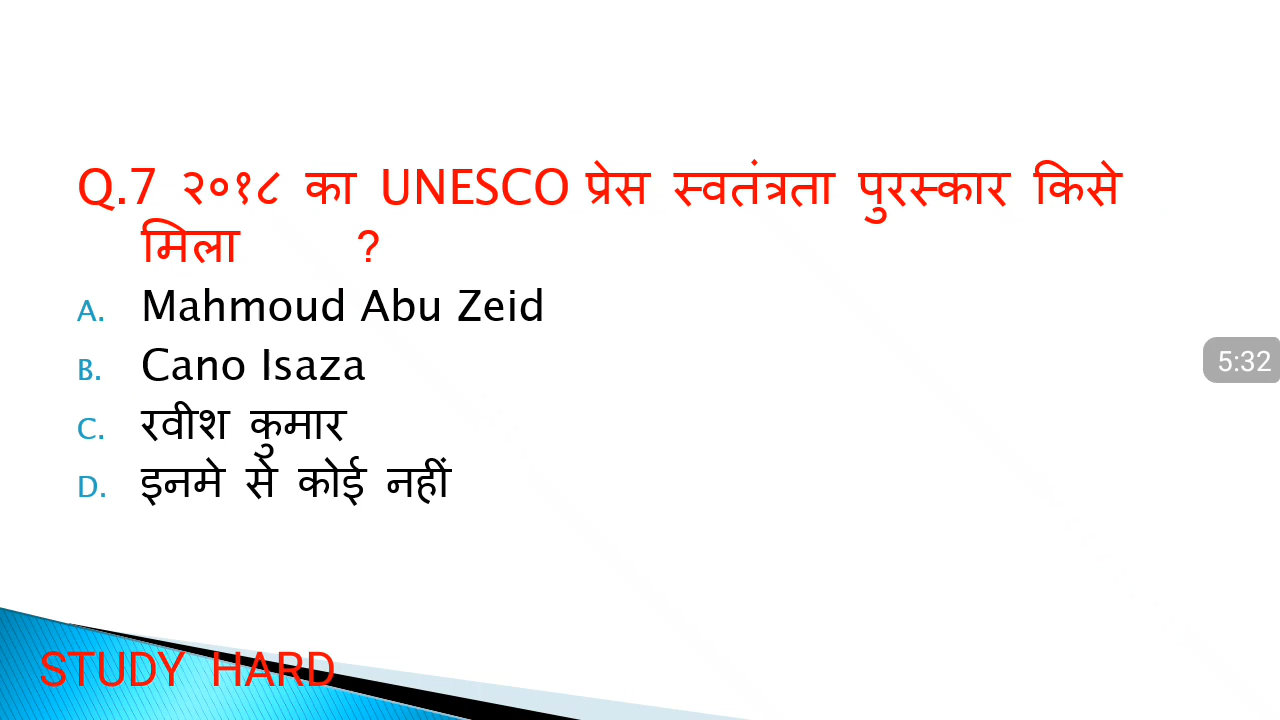 Q.7 २०१८ का UNESCO प्रेस स्वतंत्रता पुरस्कार किसे
मिला ?
A. Mahmoud Abu Zeid
B. Cano Isaza
C. रवीश कुमार
D. इनमे से कोई नहीं
5:32
STUDY HARD